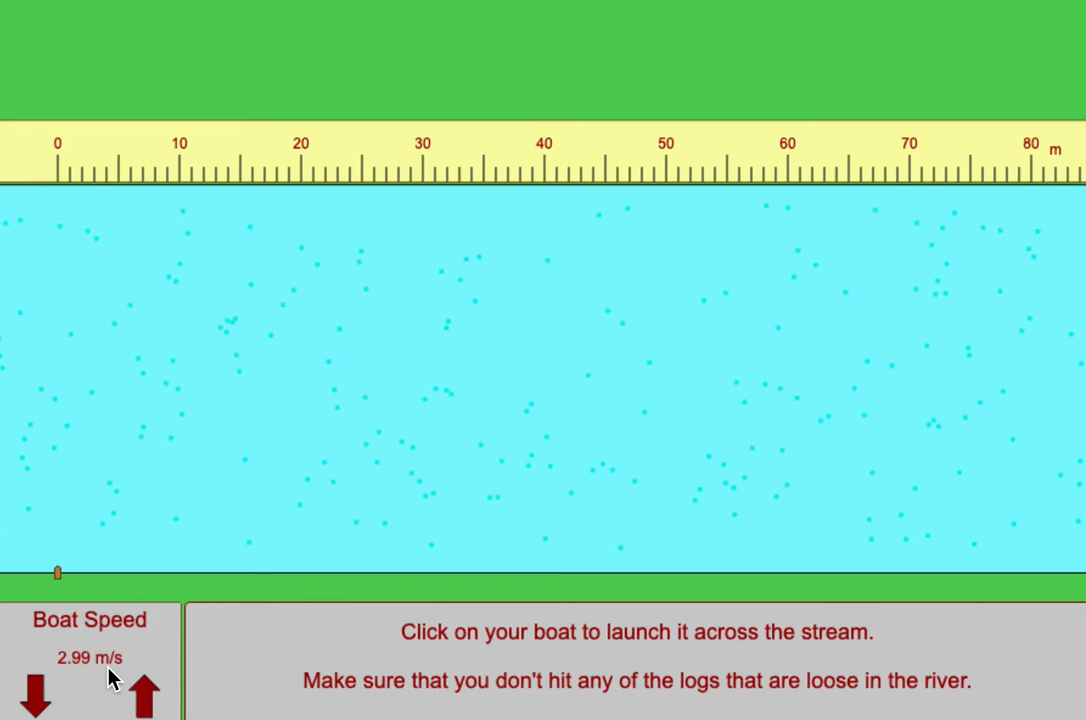 0 10 20 30 40 50 60 70 80 m
Boat Speed
2.99 m/s
Click on your boat to launch it across the stream.
Make sure that you don't hit any of the logs that are loose in the river.